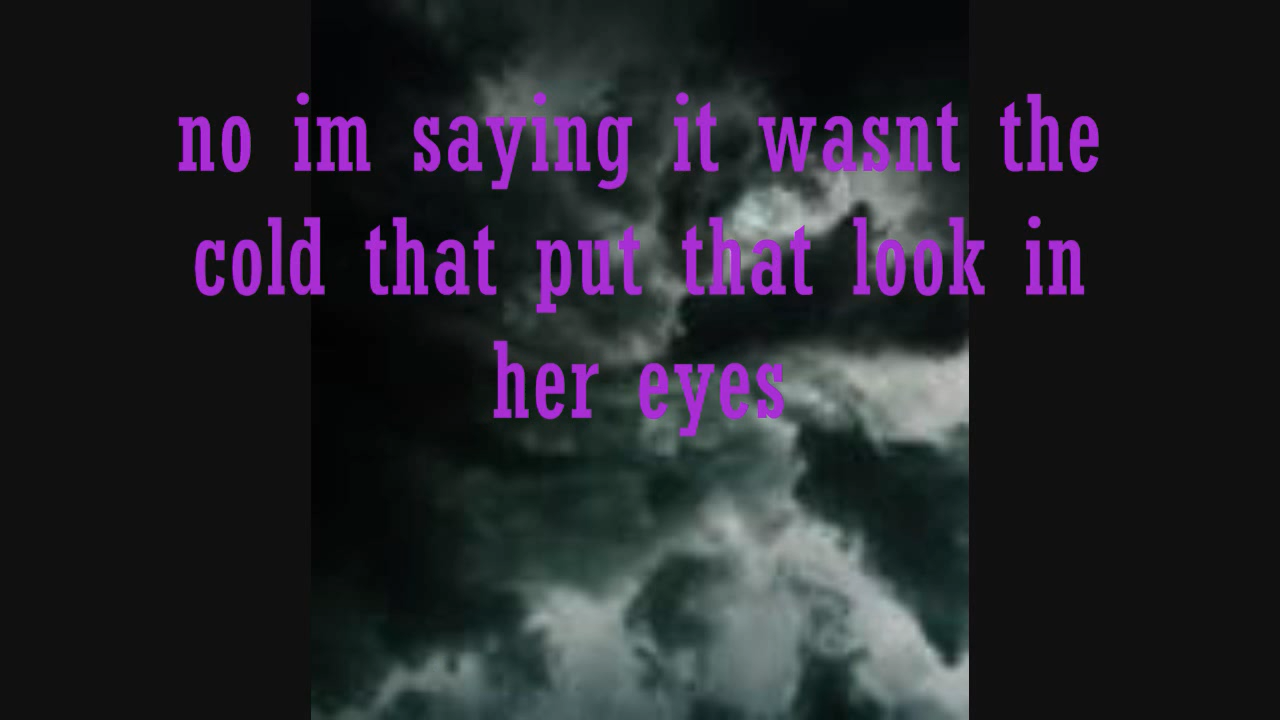 no im saying it wasnt the
cold that put that look in
her eyes